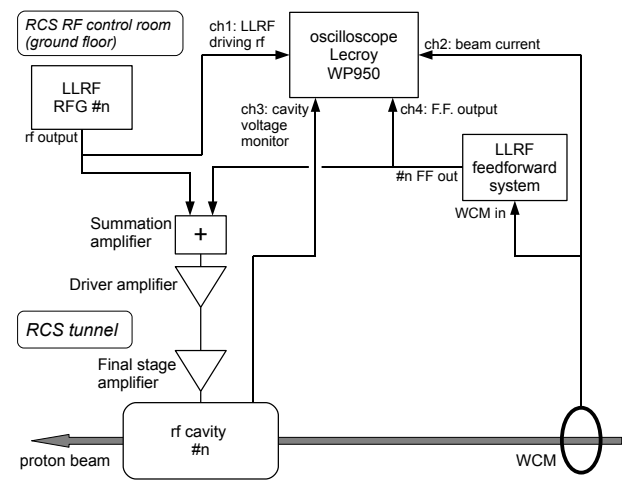 RCS RF control room
(ground floor)
ch1: LLRF
driving rf
oscilloscope
Lecroy
WP950
ch2: beam current
LLRF
RFG #n
rf output
ch3: cavity
voltage
monitor
ch4: F.F. output
LLRF
feedforward
system
#n FF out
WCM in
Summation
amplifier
+
Driver amplifier
RCS tunnel
Final stage
amplifier
rf cavity
#n
proton beam
WCM